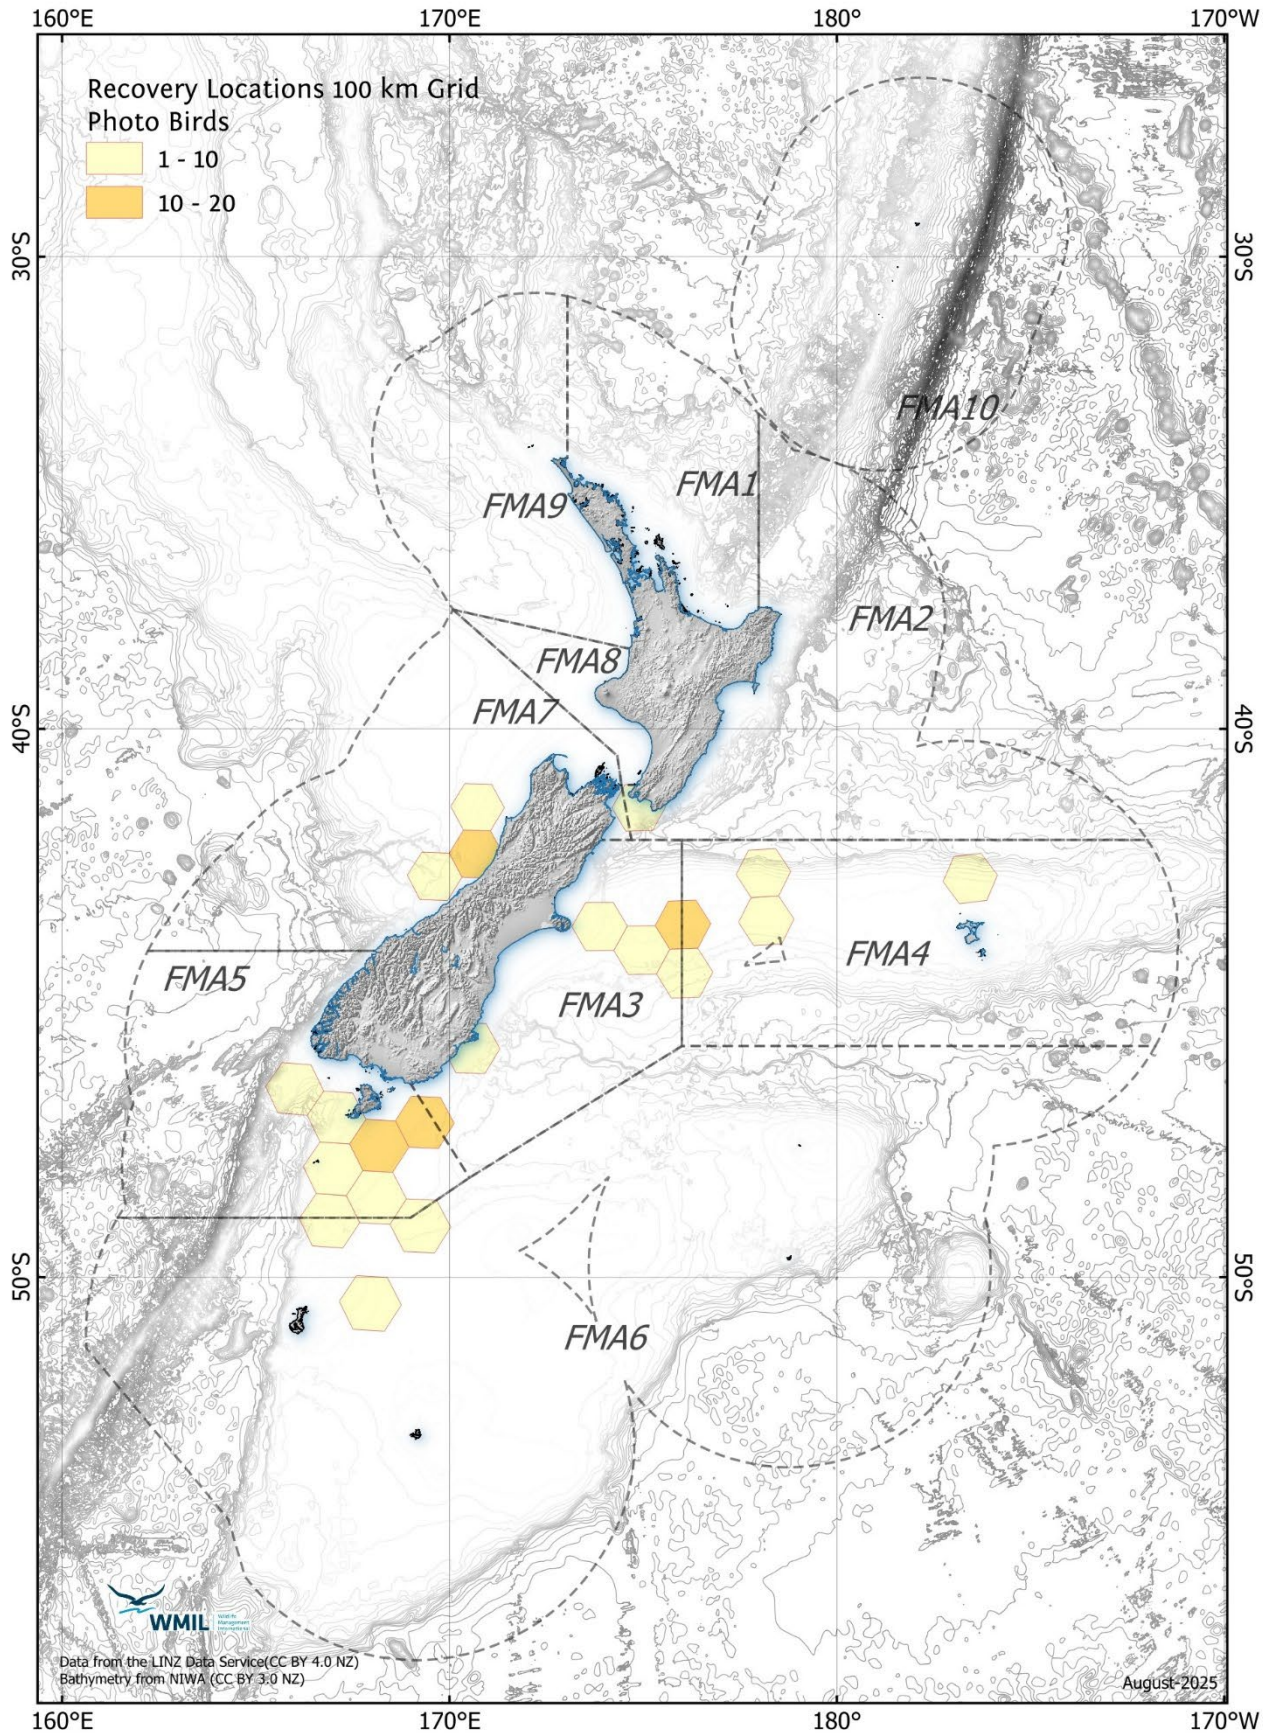 160°E 170°E 180° 170°W
Recovery Locations 100 km Grid
Photo Birds
1 - 10
10 - 20
30°S 30°S
FMA10
FMA1
FMA9
FMA2
FMA8
FMA7
40°S 40°S
FMA4
FMA5
FMA3
50°S 50°S
FMA6
WMIL
Wildlife
Management
International
Data from the LINZ Data Service(CC BY 4.0 NZ)
Bathymetry from NIWA (CC BY 3.0 NZ)
August-2025
160°E 170°E 180° 170°W